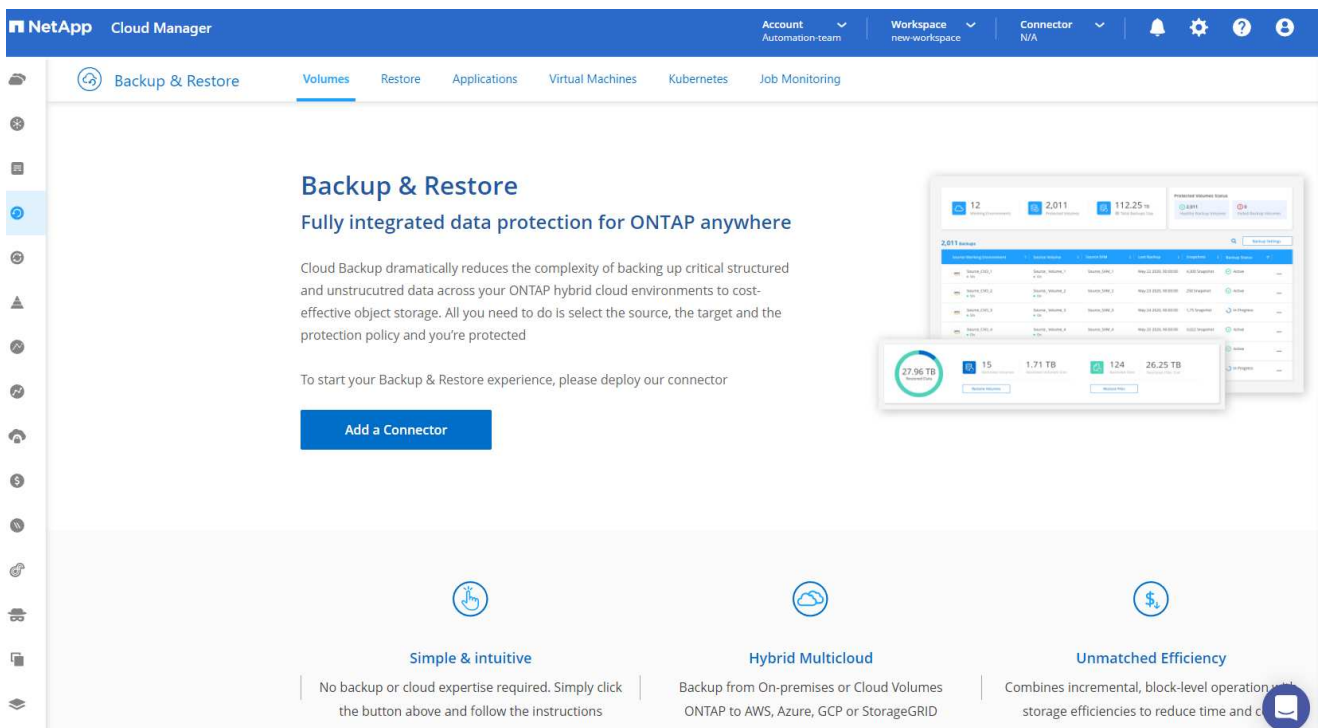 NetApp Cloud Manager
Account
Automation-team
Workspace
new-workspace
Connector
N/A
Backup & Restore
Volumes
Restore
Applications
Virtual Machines
Kubernetes
Job Monitoring
Backup & Restore
Fully integrated data protection for ONTAP anywhere
Cloud Backup dramatically reduces the complexity of backing up critical structured
and unstrucutred data across your ONTAP hybrid cloud environments to cost-
effective object storage. All you need to do is select the source, the target and the
protection policy and you're protected
To start your Backup & Restore experience, please deploy our connector
Add a Connector
12
2,011
112.25 TB
Protected Volumes Status
2,011 Backups
27.96 TB
15
1.71 TB
124
26.25 TB
Simple & intuitive
No backup or cloud expertise required. Simply click
the button above and follow the instructions
Hybrid Multicloud
Backup from On-premises or Cloud Volumes
ONTAP to AWS, Azure, GCP or StorageGRID
Unmatched Efficiency
Combines incremental, block-level operation
storage efficiencies to reduce time and